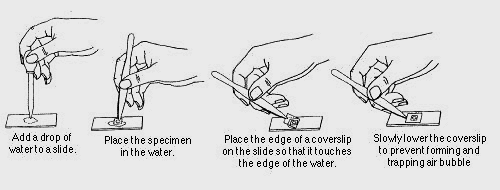 Add a drop of
water to a slide.
Place the specimen
in the water.
Place the edge of a coverslip
on the slide so that it touches
the edge of the water.
Slowly lower the coverslip
to prevent forming and
trapping air bubble